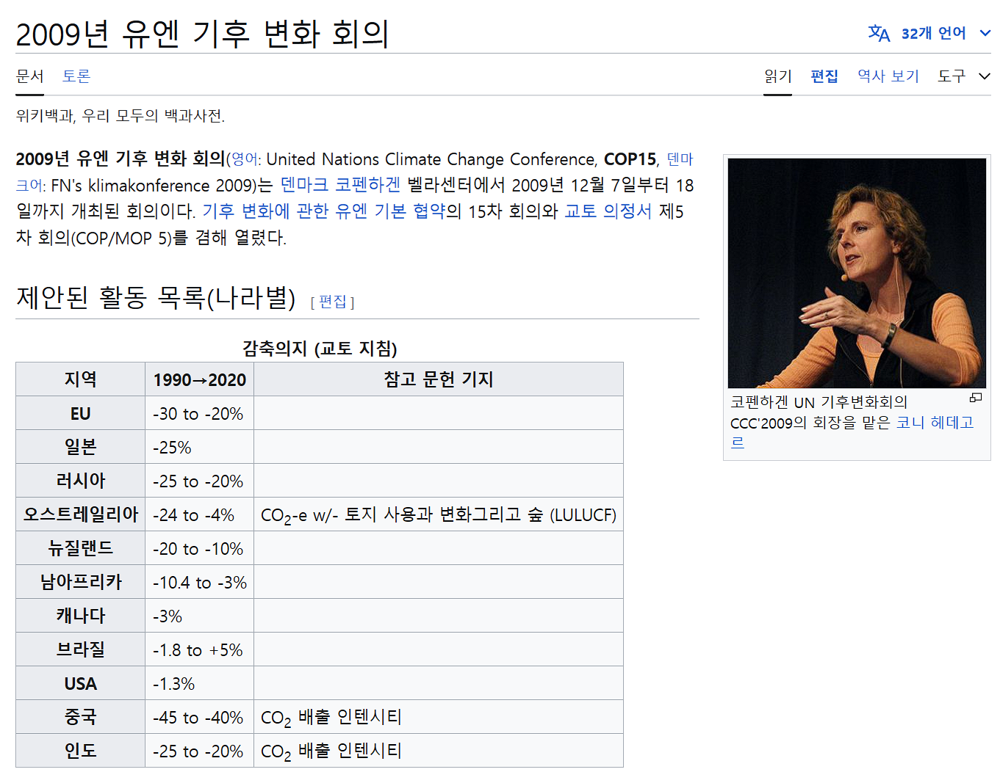 2009년 유엔 기후 변화 회의
32개 언어
문서 토론
읽기 편집 역사 보기 도구
위키백과, 우리 모두의 백과사전.
2009년 유엔 기후 변화 회의(영어: United Nations Climate Change Conference, COP15, 덴마
크어: FN's klimakonference 2009)는 덴마크 코펜하겐 벨라센터에서 2009년 12월 7일부터 18
일까지 개최된 회의이다. 기후 변화에 관한 유엔 기본 협약의 15차 회의와 교토 의정서 제5
차 회의(COP/MOP 5)를 겸해 열렸다.
코펜하겐 UN 기후변화회의
CCC'2009의 회장을 맡은 코니 헤데고
르
제안된 활동 목록(나라별) [ 편집 ]
감축의지 (교토 지침)
지역 1990→2020 참고 문헌 기지
EU -30 to -20%
일본 -25%
러시아 -25 to -20%
오스트레일리아 -24 to -4% CO₂-e w/- 토지 사용과 변화그리고 숲 (LULUCF)
뉴질랜드 -20 to -10%
남아프리카 -10.4 to -3%
캐나다 -3%
브라질 -1.8 to +5%
USA -1.3%
중국 -45 to -40% CO₂ 배출 인텐시티
인도 -25 to -20% CO₂ 배출 인텐시티